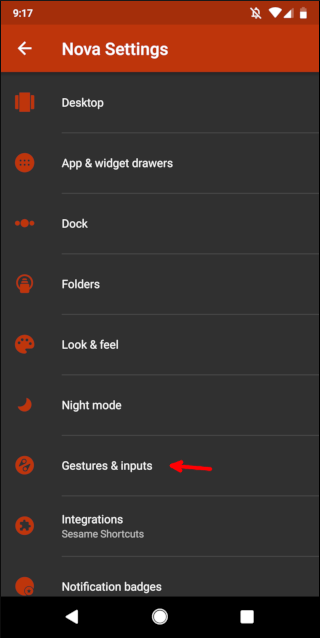 9:17
Nova Settings
Desktop
App & widget drawers
Dock
Folders
Look & feel
Night mode
Gestures & inputs
Integrations
Sesame Shortcuts
Notification badges